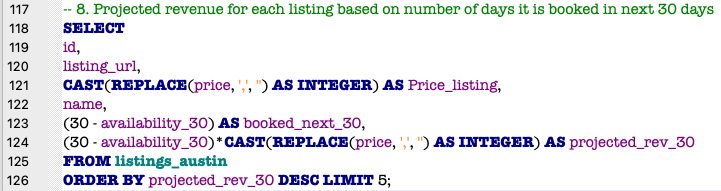 117 -- 8. Projected revenue for each listing based on number of days it is booked in next 30 days
118 SELECT
119 id,
120 listing_url,
121 CAST(REPLACE(price, ',', '') AS INTEGER) AS Price_listing,
122 name,
123 (30 - availability_30) AS booked_next_30,
124 (30 - availability_30)*CAST(REPLACE(price, ',', '') AS INTEGER) AS projected_rev_30
125 FROM listings_austin
126 ORDER BY projected_rev_30 DESC LIMIT 5;